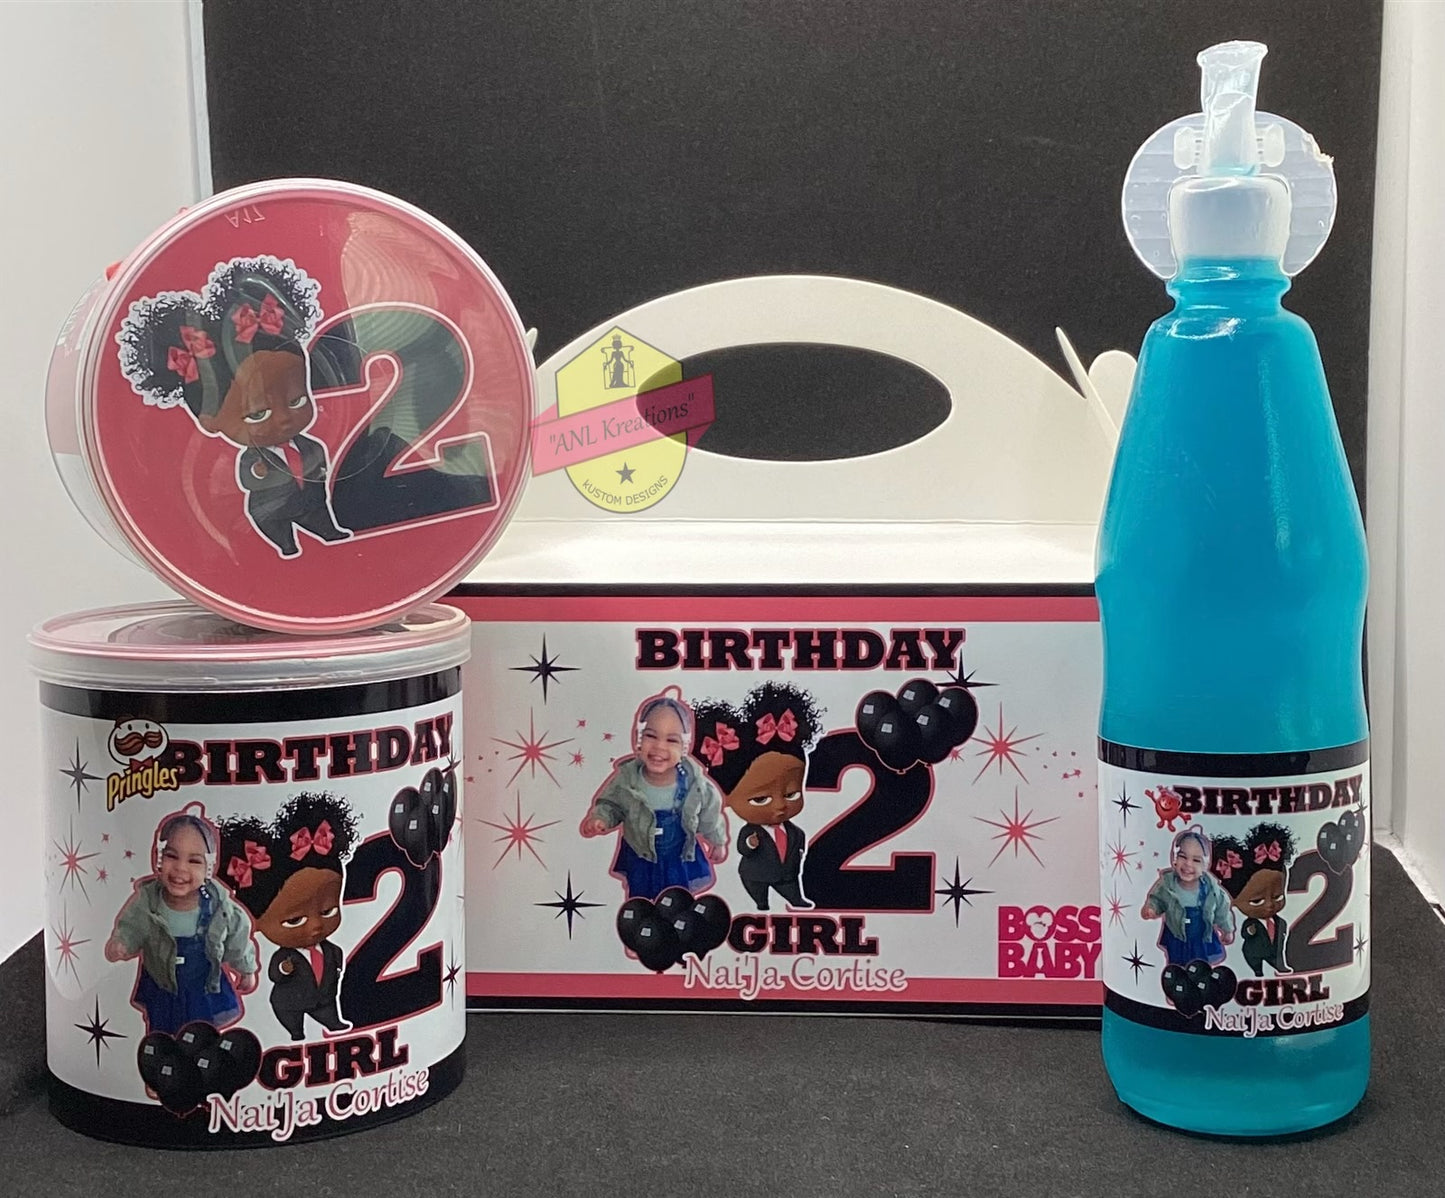 A17
2
"ANL Kreations"
KUSTOM DESIGNS
Pringles
BIRTHDAY
2
GIRL
Nai'Ja Cortise
BIRTHDAY
2
GIRL
Nai'Ja Cortise
BOSS
BABY
BIRTHDAY
2
GIRL
Nai'Ja Cortise